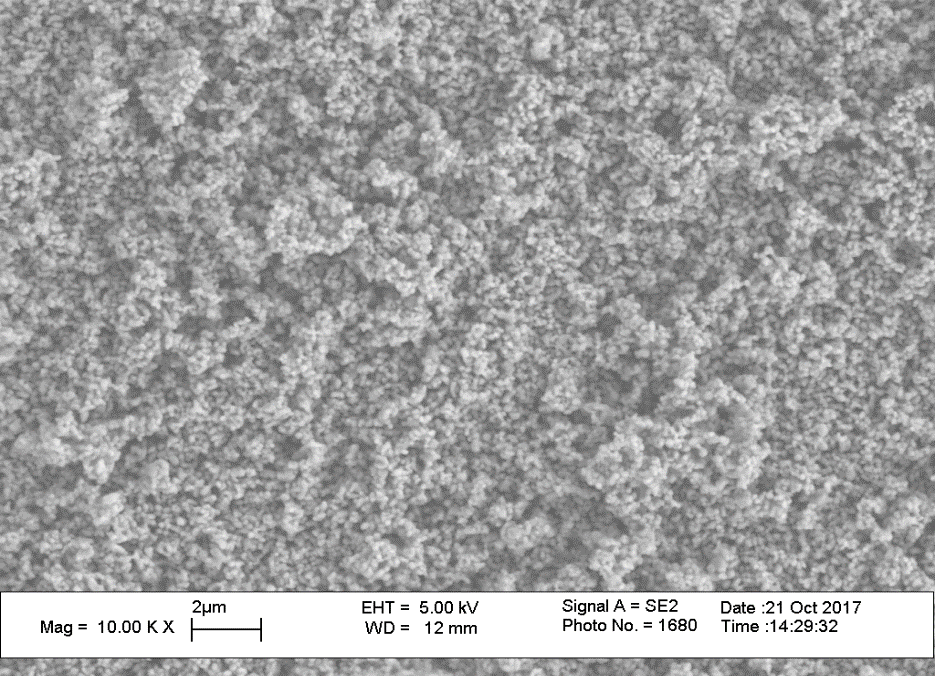 Mag = 10.00 K X
2µm
EHT = 5.00 kV
WD = 12 mm
Signal A = SE2
Photo No. = 1680
Date :21 Oct 2017
Time :14:29:32